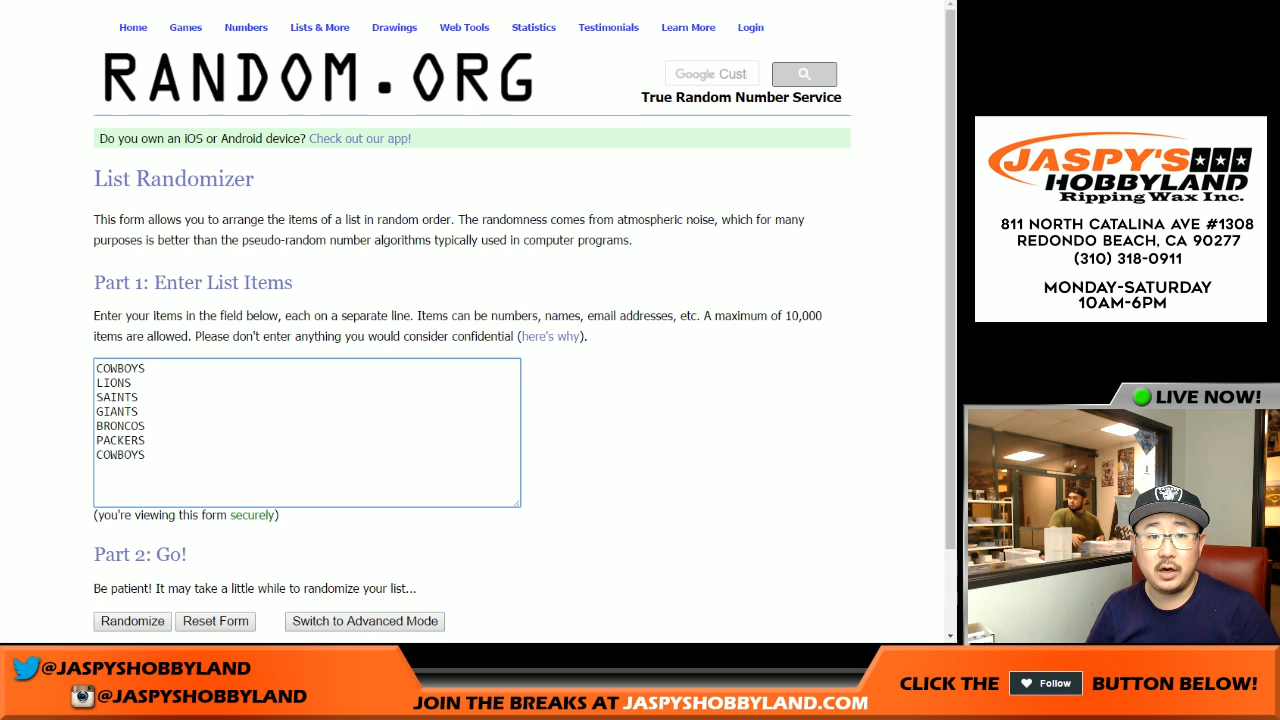 Home Games Numbers Lists & More Drawings Web Tools Statistics Testimonials Learn More Login
RANDOM.ORG
Google Cust
True Random Number Service
Do you own an iOS or Android device? Check out our app!
List Randomizer
This form allows you to arrange the items of a list in random order. The randomness comes from atmospheric noise, which for many
purposes is better than the pseudo-random number algorithms typically used in computer programs.
Part 1: Enter List Items
Enter your items in the field below, each on a separate line. Items can be numbers, names, email addresses, etc. A maximum of 10,000
items are allowed. Please don't enter anything you would consider confidential (here's why).
COWBOYS
LIONS
SAINTS
GIANTS
BRONCOS
PACKERS
COWBOYS
(you're viewing this form securely)
Part 2: Go!
Be patient! It may take a little while to randomize your list...
Randomize Reset Form Switch to Advanced Mode
JASPY'S
HOBBYLAND
Ripping Wax Inc.
811 NORTH CATALINA AVE #1308
REDONDO BEACH, CA 90277
(310) 318-0911
MONDAY-SATURDAY
10AM-6PM
LIVE NOW!
@JASPYSHOBBYLAND
@JASPYSHOBBYLAND
JOIN THE BREAKS AT JASPYSHOBBYLAND.COM
CLICK THE Follow BUTTON BELOW!